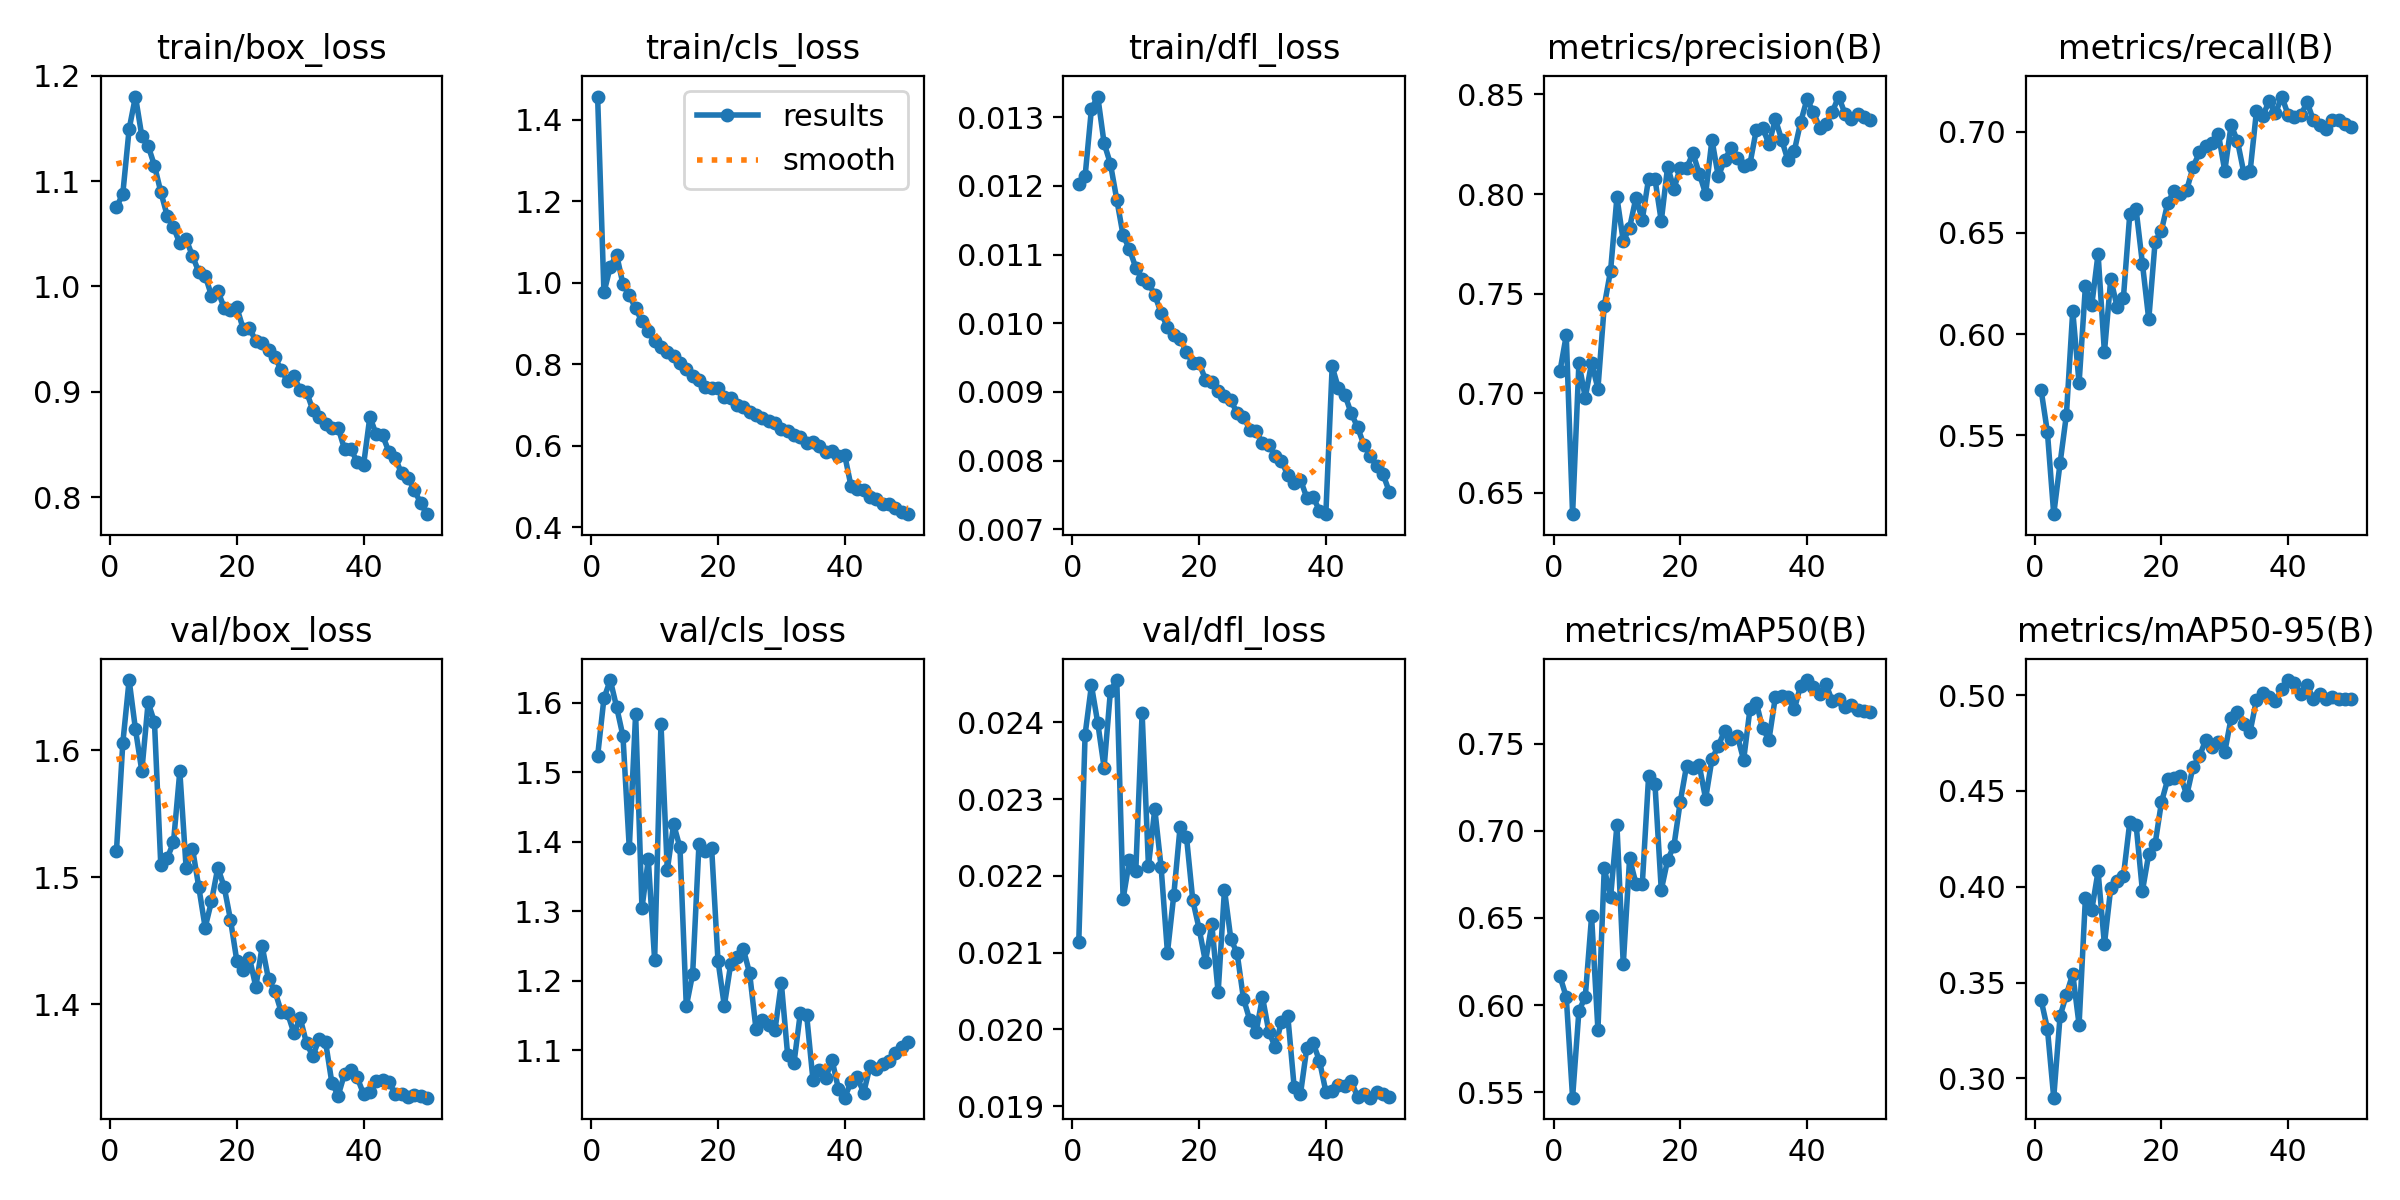 train/box_loss
1.2
1.1
1.0
0.9
0.8
0 20 40
train/cls_loss
results
smooth
1.4
1.2
1.0
0.8
0.6
0.4
0 20 40
train/dfl_loss
0.013
0.012
0.011
0.010
0.009
0.008
0.007
0 20 40
metrics/precision(B)
0.85
0.80
0.75
0.70
0.65
0 20 40
metrics/recall(B)
0.70
0.65
0.60
0.55
0 20 40
val/box_loss
1.6
1.5
1.4
0 20 40
val/cls_loss
1.6
1.5
1.4
1.3
1.2
1.1
0 20 40
val/dfl_loss
0.024
0.023
0.022
0.021
0.020
0.019
0 20 40
metrics/mAP50(B)
0.75
0.70
0.65
0.60
0.55
0 20 40
metrics/mAP50-95(B)
0.50
0.45
0.40
0.35
0.30
0 20 40